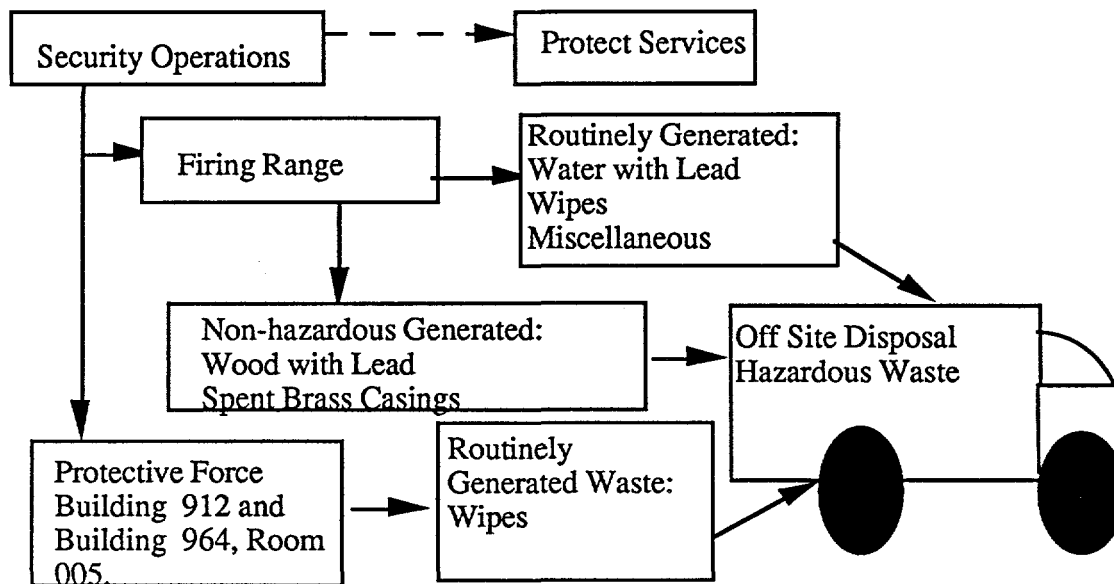 Security Operations
Protect Services
Firing Range
Routinely Generated:
Water with Lead
Wipes
Miscellaneous
Non-hazardous Generated:
Wood with Lead
Spent Brass Casings
Off Site Disposal
Hazardous Waste
Protective Force
Building 912 and
Building 964, Room
005.
Routinely
Generated Waste:
Wipes